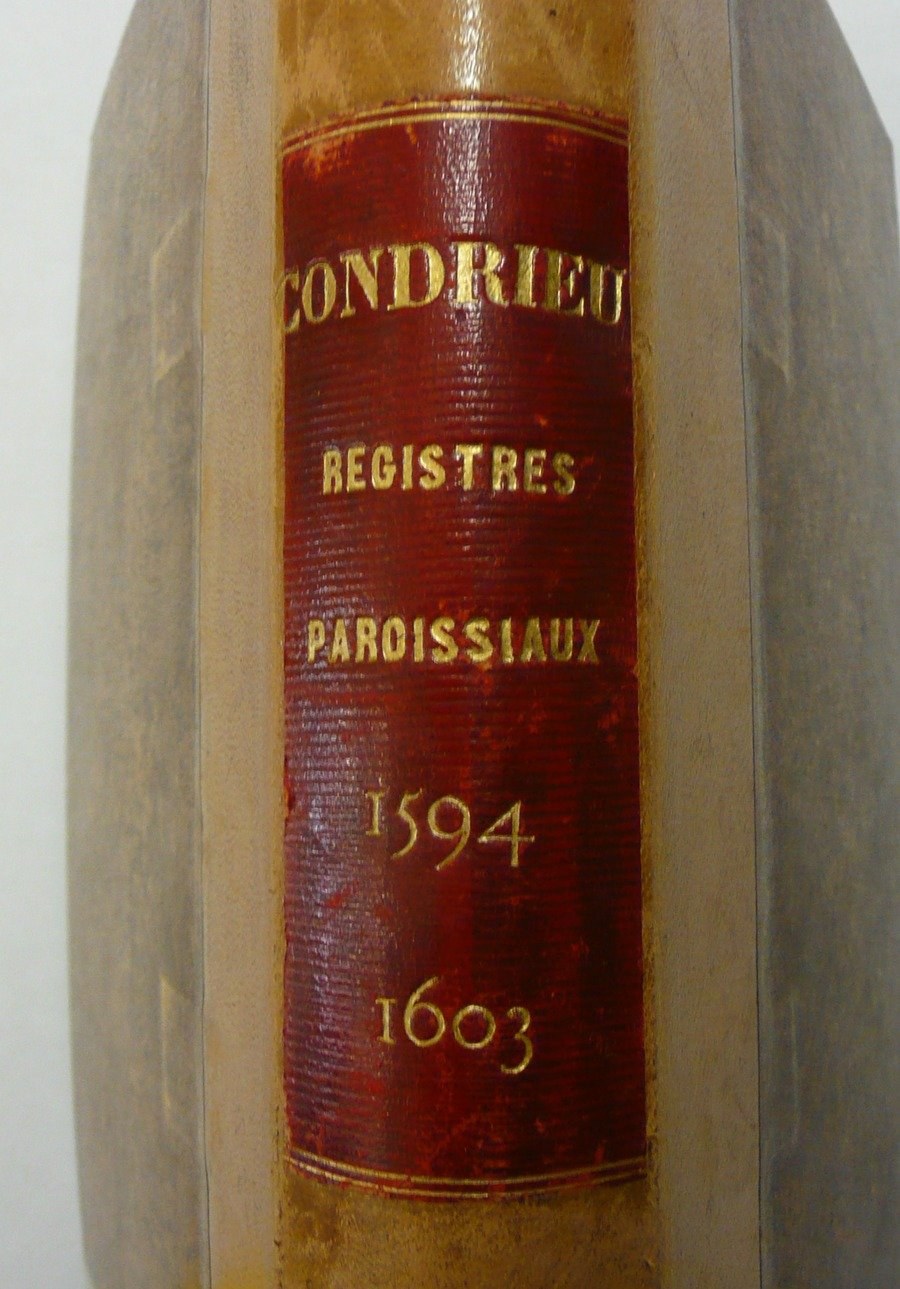 CONDRIEU
REGISTRES
PAROISSIAUX
1594
1603